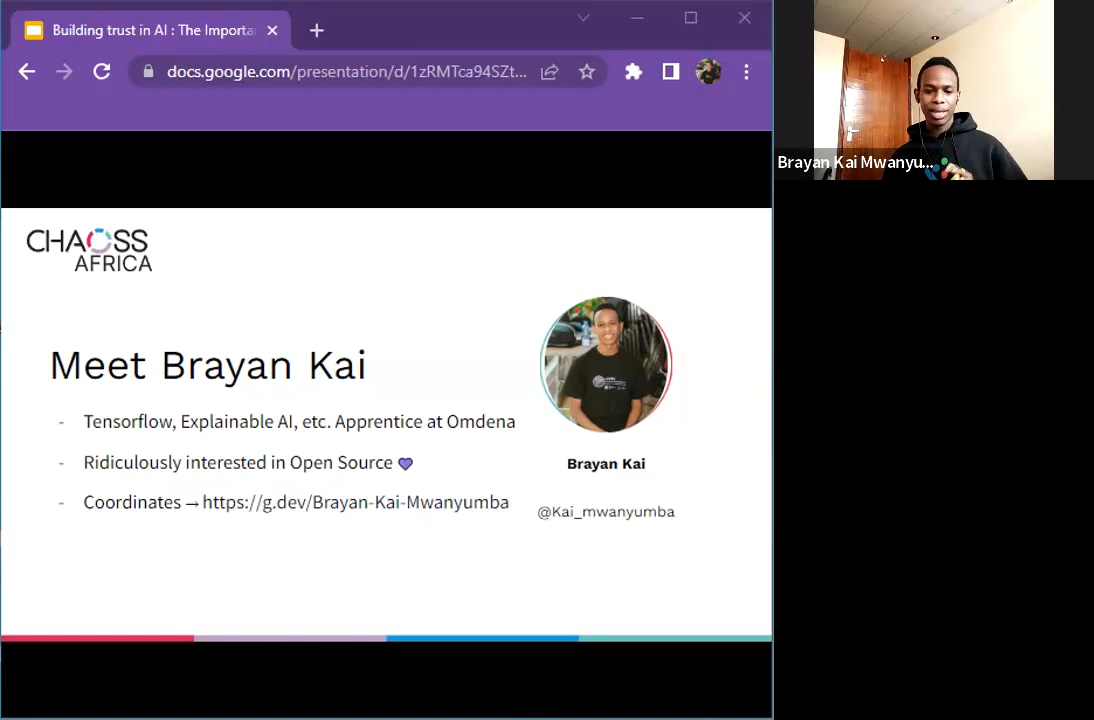 Building trust in AI : The Importa
docs.google.com/presentation/d/1zRMTca94SZt...
Brayan Kai Mwanyu...
CHAOSS
AFRICA
Meet Brayan Kai
- Tensorflow, Explainable AI, etc. Apprentice at Omdena
- Ridiculously interested in Open Source 💜
- Coordinates → https://g.dev/Brayan-Kai-Mwanyumba
Brayan Kai
@Kai_mwanyumba